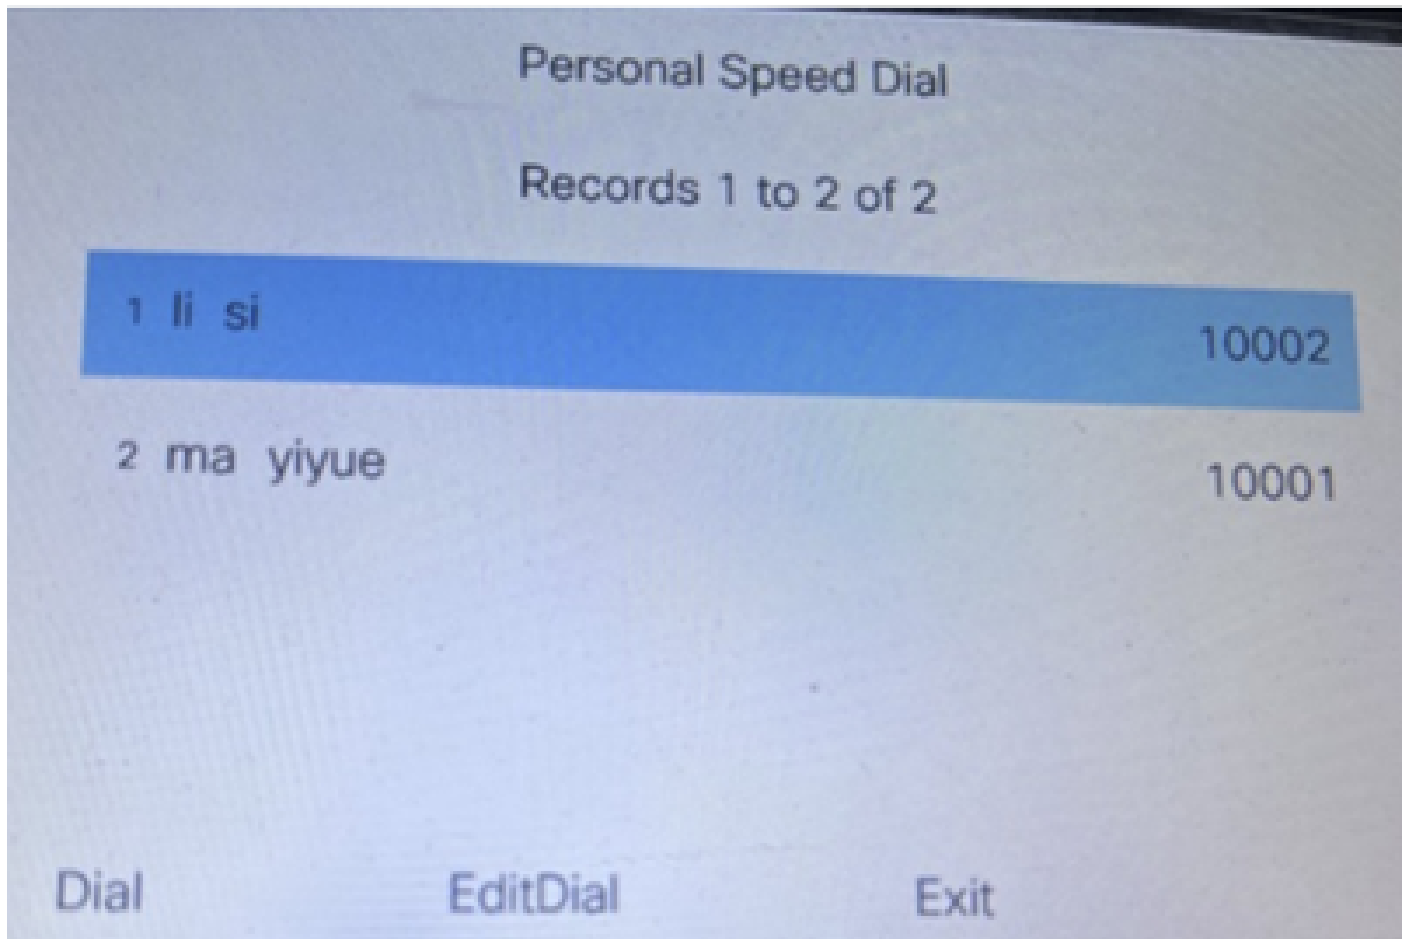 Personal Speed Dial
Records 1 to 2 of 2
1 li si 10002
2 ma yiyue 10001
Dial EditDial Exit